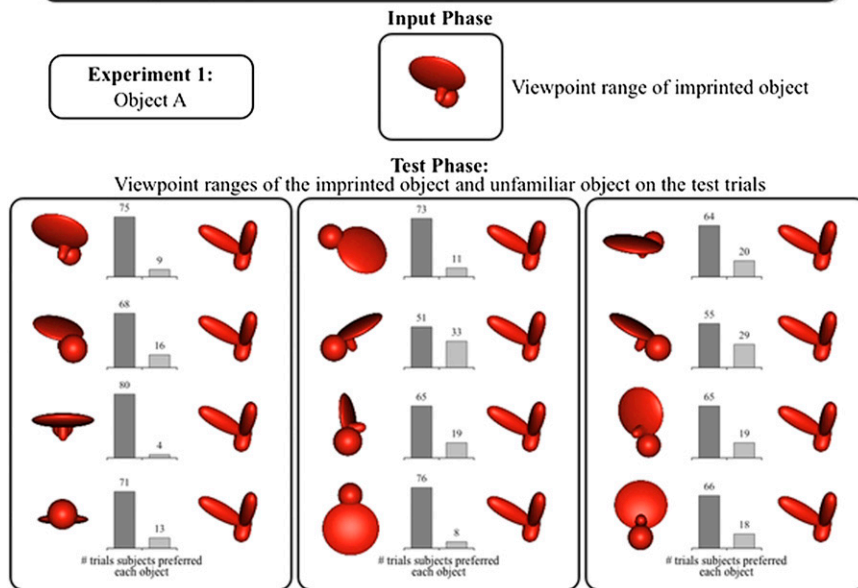 Input Phase
Experiment 1:
Object A
Viewpoint range of imprinted object
Test Phase:
Viewpoint ranges of the imprinted object and unfamiliar object on the test trials
75
9
73
11
64
20
68
16
51
33
55
29
80
4
65
19
65
19
71
13
76
8
66
18
# trials subjects preferred
each object
# trials subjects preferred
each object
# trials subjects preferred
each object